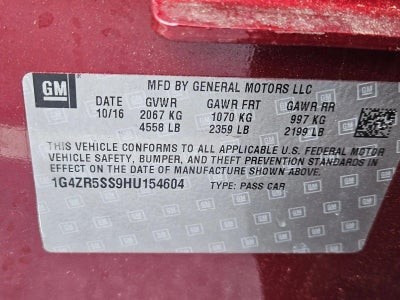 GM
MFD BY GENERAL MOTORS LLC
DATE GVWR GAWR FRT GAWR RR
10/16 2067 KG 1070 KG 997 KG
4558 LB 2359 LB 2199 LB
THIS VEHICLE CONFORMS TO ALL APPLICABLE U.S. FEDERAL MOTOR
VEHICLE SAFETY, BUMPER, AND THEFT PREVENTION STANDARDS
IN EFFECT ON THE DATE OF MANUFACTURE SHOWN ABOVE.
1G4ZR5SS9HU154604 TYPE: PASS CAR